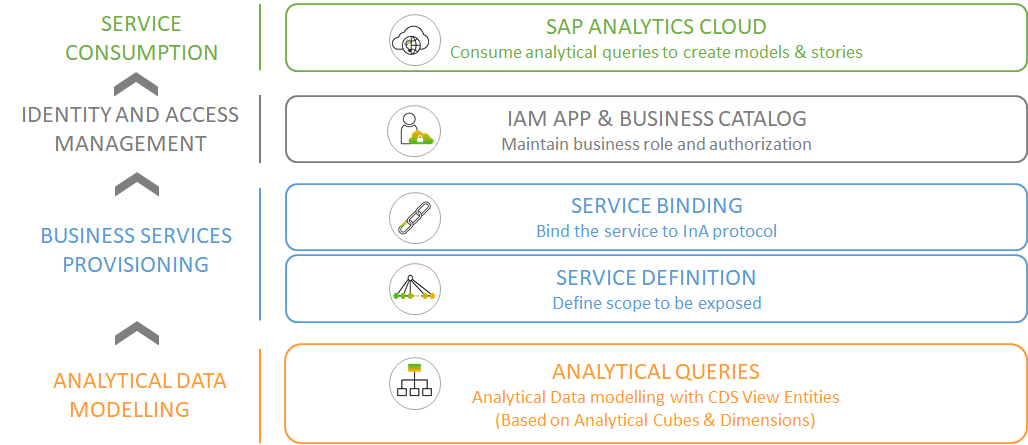 SERVICE
CONSUMPTION
SAP ANALYTICS CLOUD
Consume analytical queries to create models & stories
IDENTITY AND ACCESS
MANAGEMENT
IAM APP & BUSINESS CATALOG
Maintain business role and authorization
BUSINESS SERVICES
PROVISIONING
SERVICE BINDING
Bind the service to InA protocol
SERVICE DEFINITION
Define scope to be exposed
ANALYTICAL DATA
MODELLING
ANALYTICAL QUERIES
Analytical Data modelling with CDS View Entities
(Based on Analytical Cubes & Dimensions)